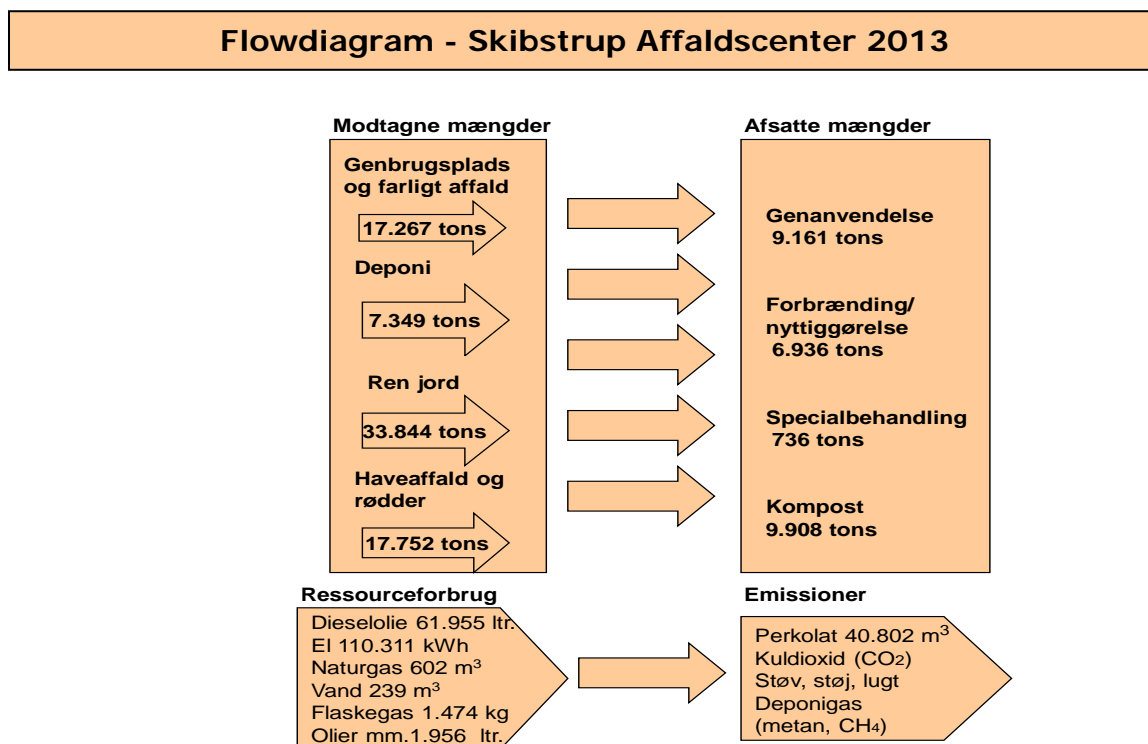 Flowdiagram - Skibstrup Affaldscenter 2013
Modtagne mængder
Genbrugsplads
og farligt affald
17.267 tons
Deponi
7.349 tons
Ren jord
33.844 tons
Haveaffald og
rødder
17.752 tons
Afsatte mængder
Genanvendelse
9.161 tons
Forbrænding/
nyttiggørelse
6.936 tons
Specialbehandling
736 tons
Kompost
9.908 tons
Ressourceforbrug
Dieselolie 61.955 ltr.
El 110.311 kWh
Naturgas 602 m³
Vand 239 m³
Flaskegas 1.474 kg
Olier mm.1.956 ltr.
Emissioner
Perkolat 40.802 m³
Kuldioxid (CO₂)
Støv, støj, lugt
Deponigas
(metan, CH₄)